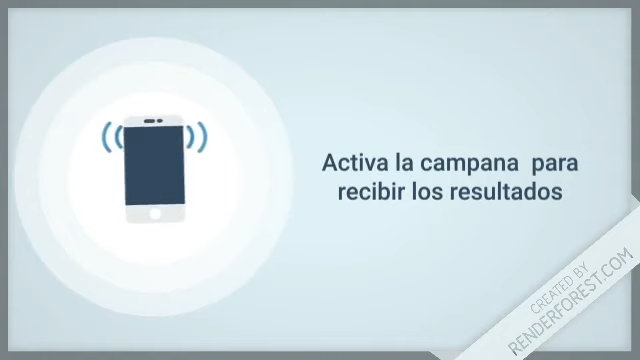 Activa la campana  para
recibir los resultados
CREATED BY
RENDERFOREST.COM